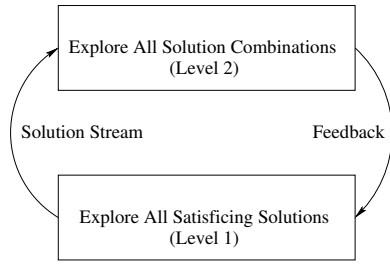 Explore All Solution Combinations
(Level 2)
Solution Stream
Feedback
Explore All Satisficing Solutions
(Level 1)